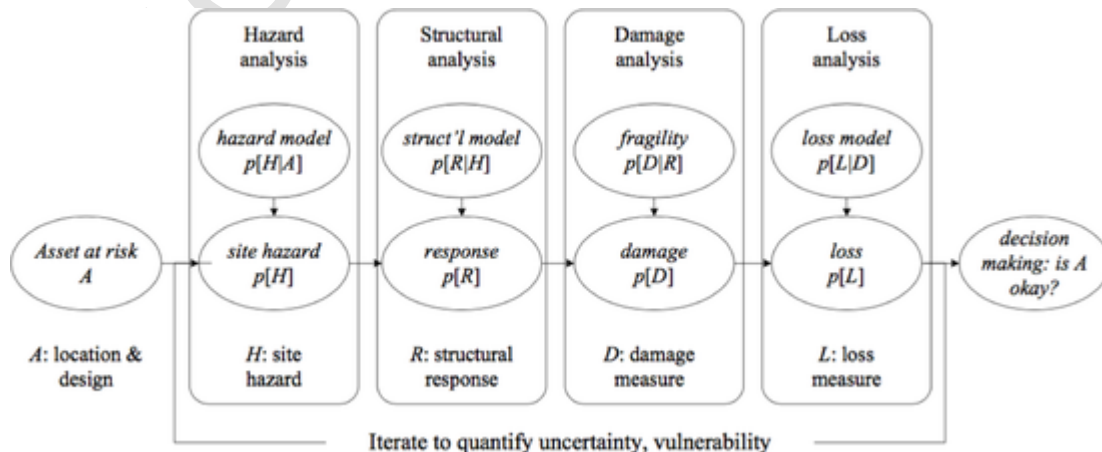 Hazard
analysis
Structural
analysis
Damage
analysis
Loss
analysis
hazard model
p[H|A]
struct'l model
p[R|H]
fragility
p[D|R]
loss model
p[L|D]
Asset at risk
A
site hazard
p[H]
response
p[R]
damage
p[D]
loss
p[L]
decision
making: is A
okay?
A: location &
design
H: site
hazard
R: structural
response
D: damage
measure
L: loss
measure
Iterate to quantify uncertainty, vulnerability